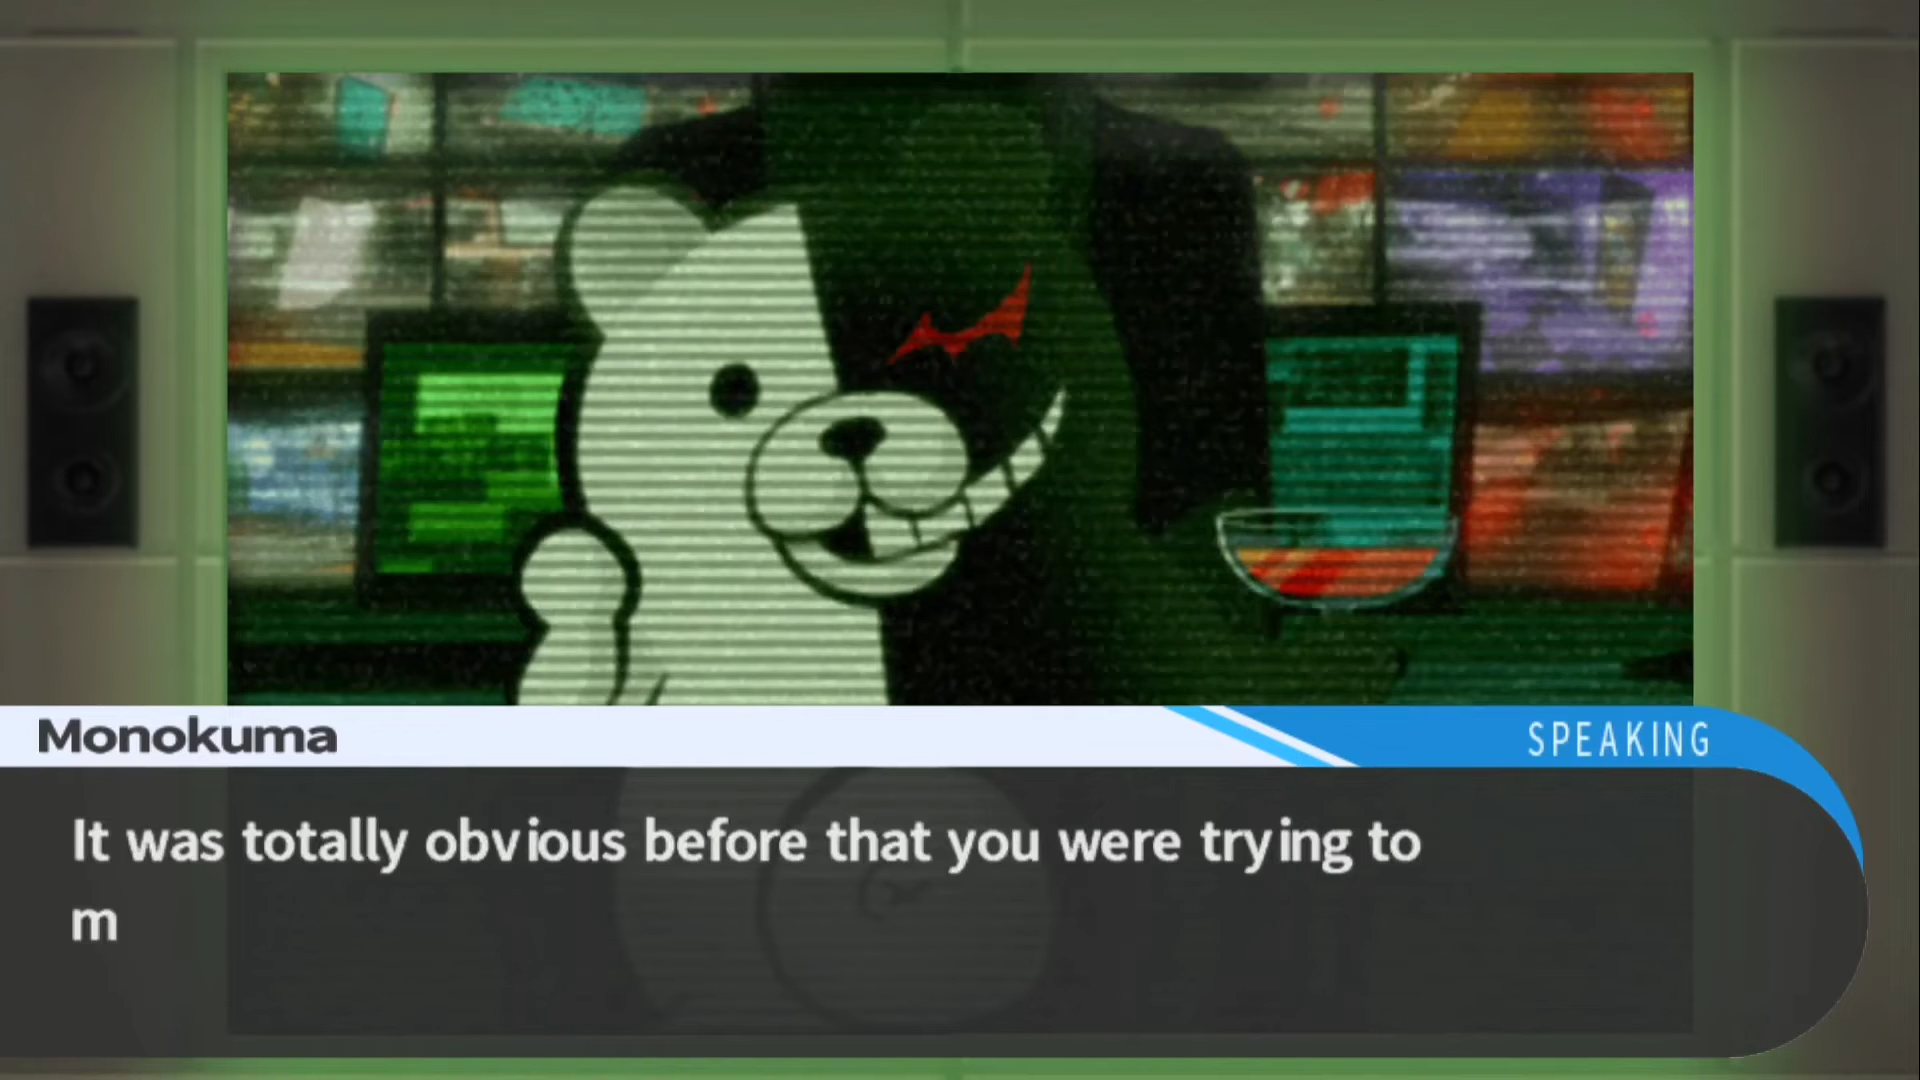 Monokuma
SPEAKING
It was totally obvious before that you were trying to
m